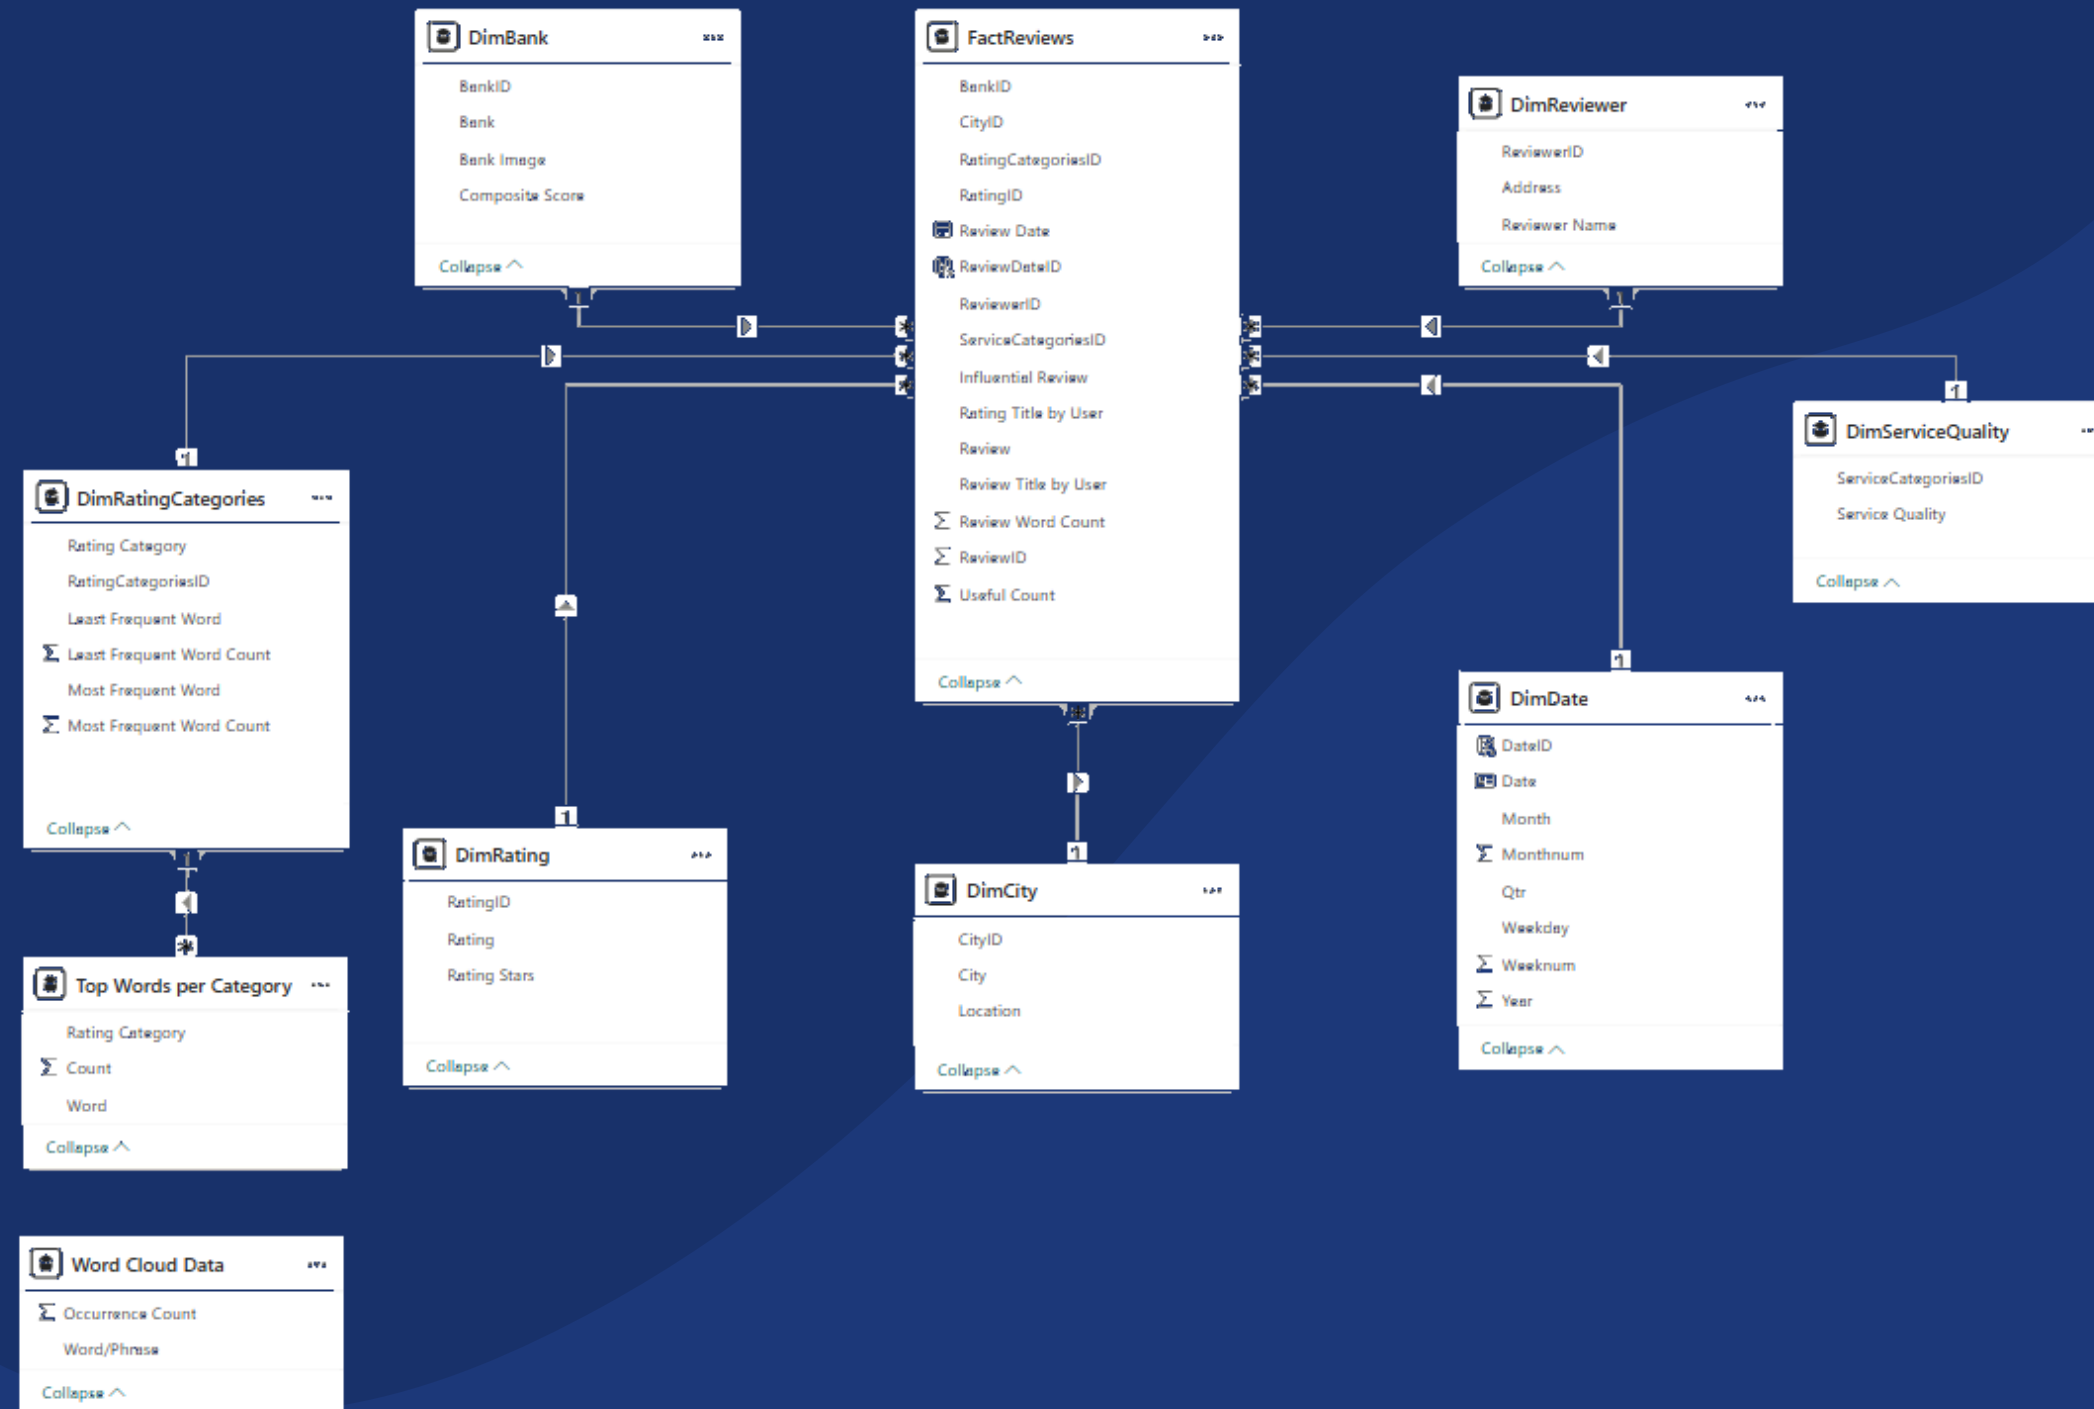 DimBank
BankID
Bank
Bank Image
Composite Score
Collapse
FactReviews
BankID
CityID
RatingCategoriesID
RatingID
Review Date
ReviewDateID
ReviewerID
ServiceCategoriesID
Influential Review
Rating Title by User
Review
Review Title by User
Review Word Count
ReviewID
Useful Count
Collapse
DimReviewer
ReviewerID
Address
Reviewer Name
Collapse
DimServiceQuality
ServiceCategoriesID
Service Quality
Collapse
DimRatingCategories
Rating Category
RatingCategoriesID
Least Frequent Word
Least Frequent Word Count
Most Frequent Word
Most Frequent Word Count
Collapse
DimRating
RatingID
Rating
Rating Stars
Collapse
DimCity
CityID
City
Location
Collapse
DimDate
DateID
Date
Month
Monthnum
Qtr
Weekday
Weeknum
Year
Collapse
Top Words per Category
Rating Category
Count
Word
Collapse
Word Cloud Data
Occurrence Count
Word/Phrase
Collapse
1
1
1
1
1